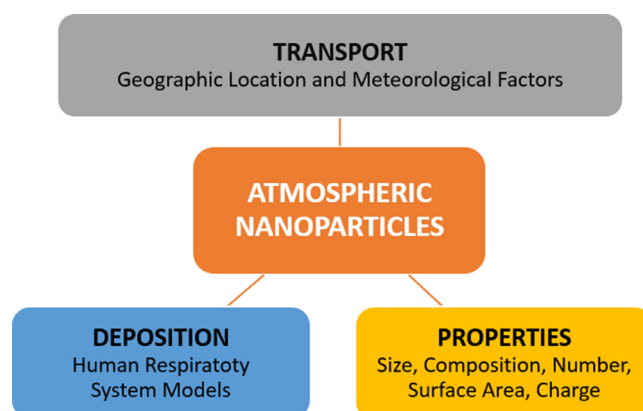 TRANSPORT
Geographic Location and Meteorological Factors
ATMOSPHERIC
NANOPARTICLES
DEPOSITION
Human Respiratoty
System Models
PROPERTIES
Size, Composition, Number,
Surface Area, Charge